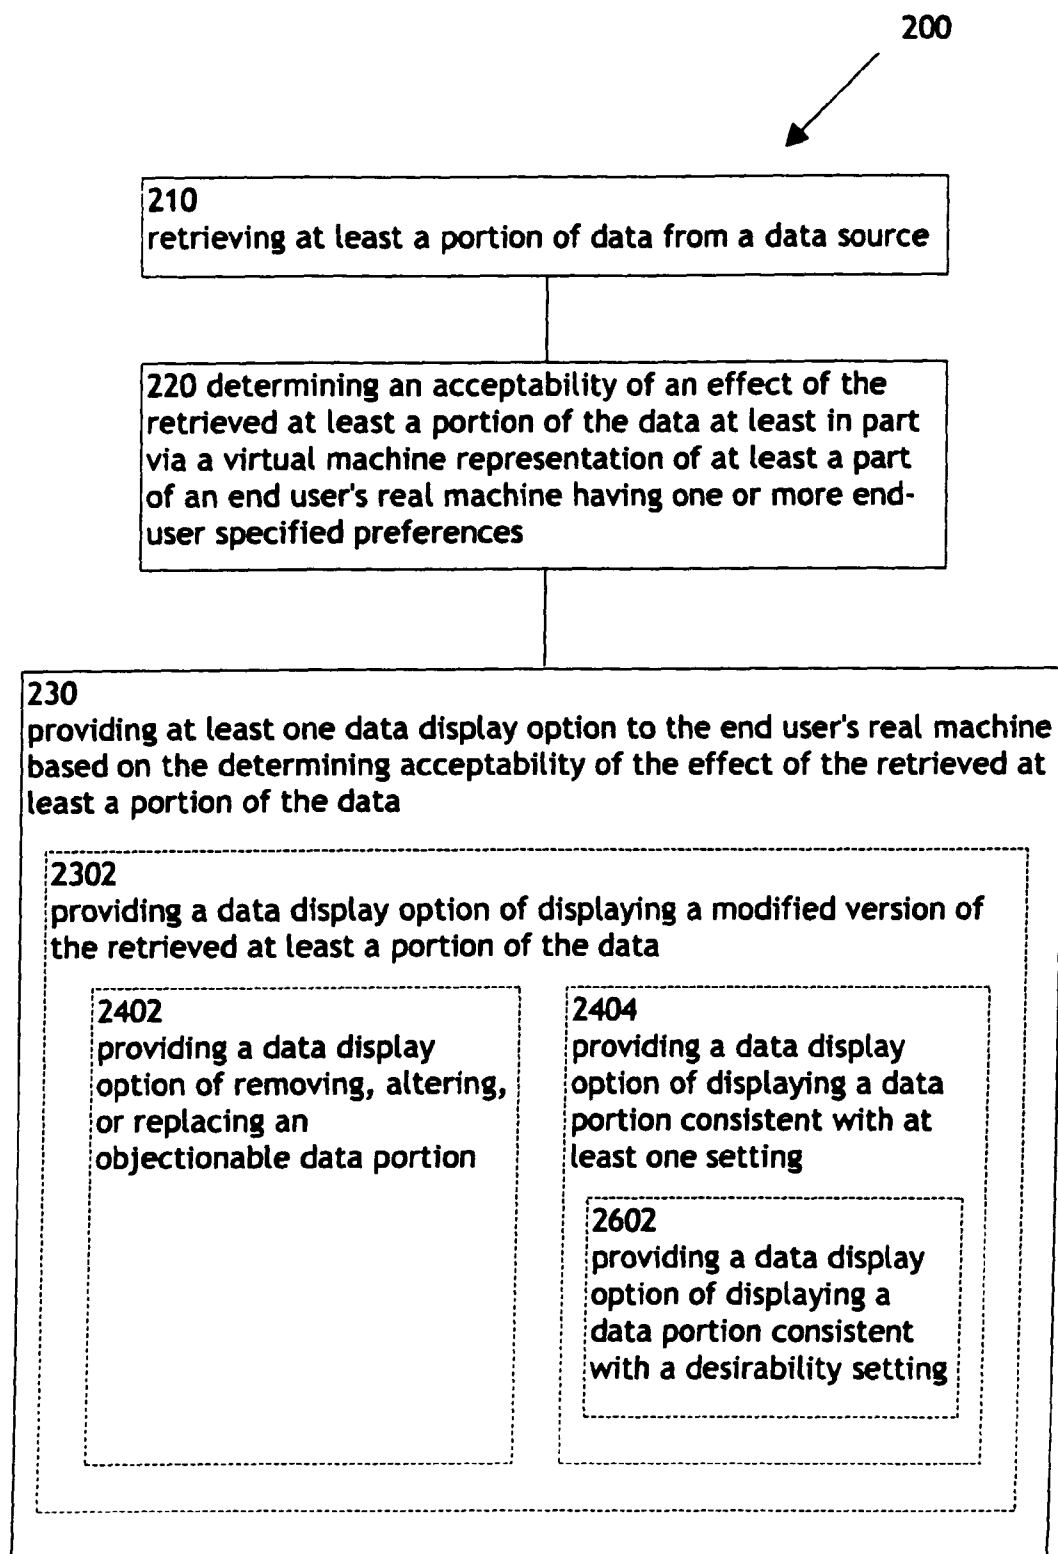 200
210
retrieving at least a portion of data from a data source
220 determining an acceptability of an effect of the
retrieved at least a portion of the data at least in part
via a virtual machine representation of at least a part
of an end user's real machine having one or more end-
user specified preferences
230
providing at least one data display option to the end user's real machine
based on the determining acceptability of the effect of the retrieved at
least a portion of the data
2302
providing a data display option of displaying a modified version of
the retrieved at least a portion of the data
2402
providing a data display
option of removing, altering,
or replacing an
objectionable data portion
2404
providing a data display
option of displaying a data
portion consistent with at
least one setting
2602
providing a data display
option of displaying a
data portion consistent
with a desirability setting